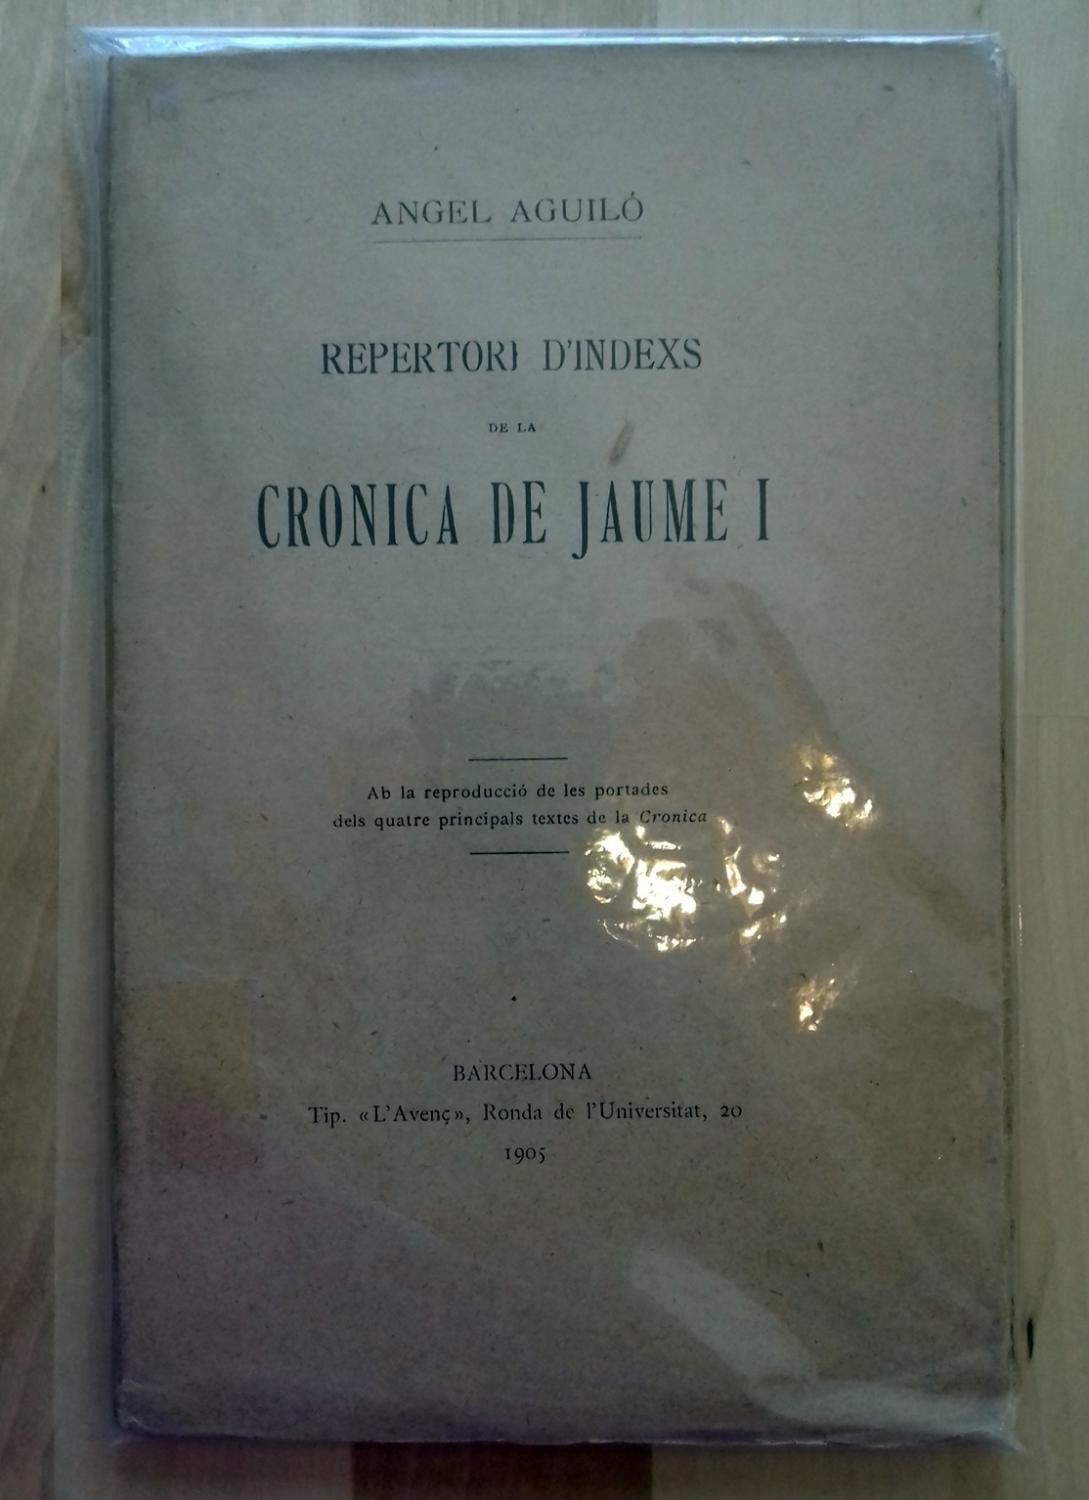 ANGEL AGUILÓ
REPERTORI D'INDEXS
DE LA
CRONICA DE JAUME I
Ab la reproducció de les portades
dels quatre principals textes de la Cronica
BARCELONA
Tip. «L'Avenç», Ronda de l'Universitat, 20
1905